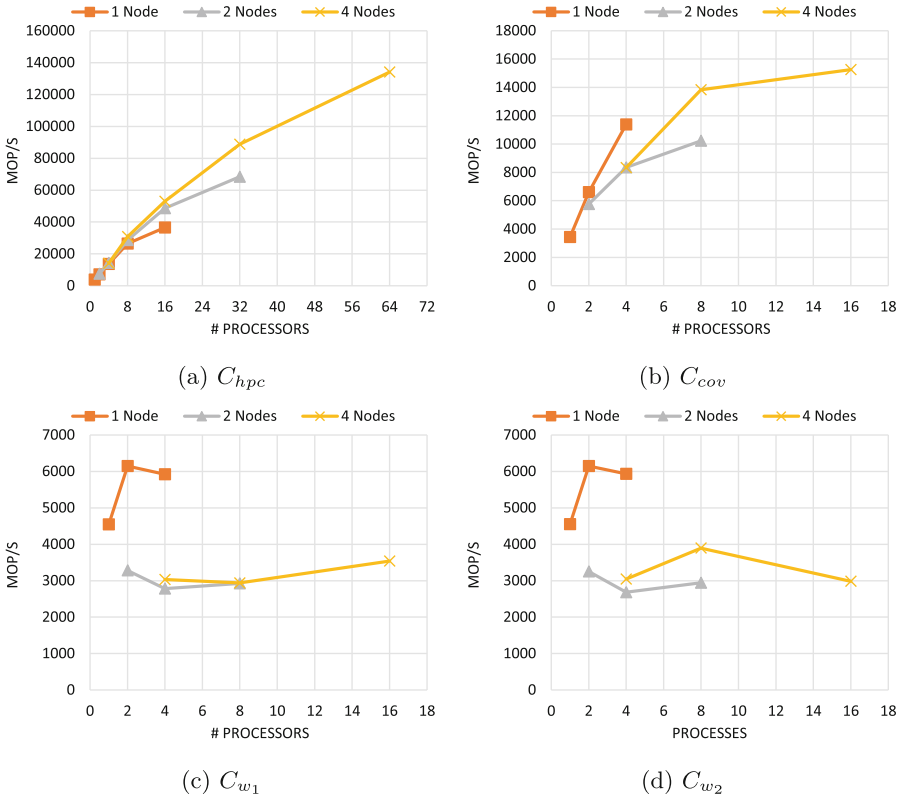 1 Node 2 Nodes 4 Nodes
160000
140000
120000
100000
80000
60000
40000
20000
0
MOP/S
0 8 16 24 32 40 48 56 64 72
# PROCESSORS
(a) C_hpc
1 Node 2 Nodes 4 Nodes
18000
16000
14000
12000
10000
8000
6000
4000
2000
0
MOP/S
0 2 4 6 8 10 12 14 16 18
# PROCESSORS
(b) C_cov
1 Node 2 Nodes 4 Nodes
7000
6000
5000
4000
3000
2000
1000
0
MOP/S
0 2 4 6 8 10 12 14 16 18
# PROCESSORS
(c) C_w1
1 Node 2 Nodes 4 Nodes
7000
6000
5000
4000
3000
2000
1000
0
MOP/S
0 2 4 6 8 10 12 14 16 18
PROCESSES
(d) C_w2